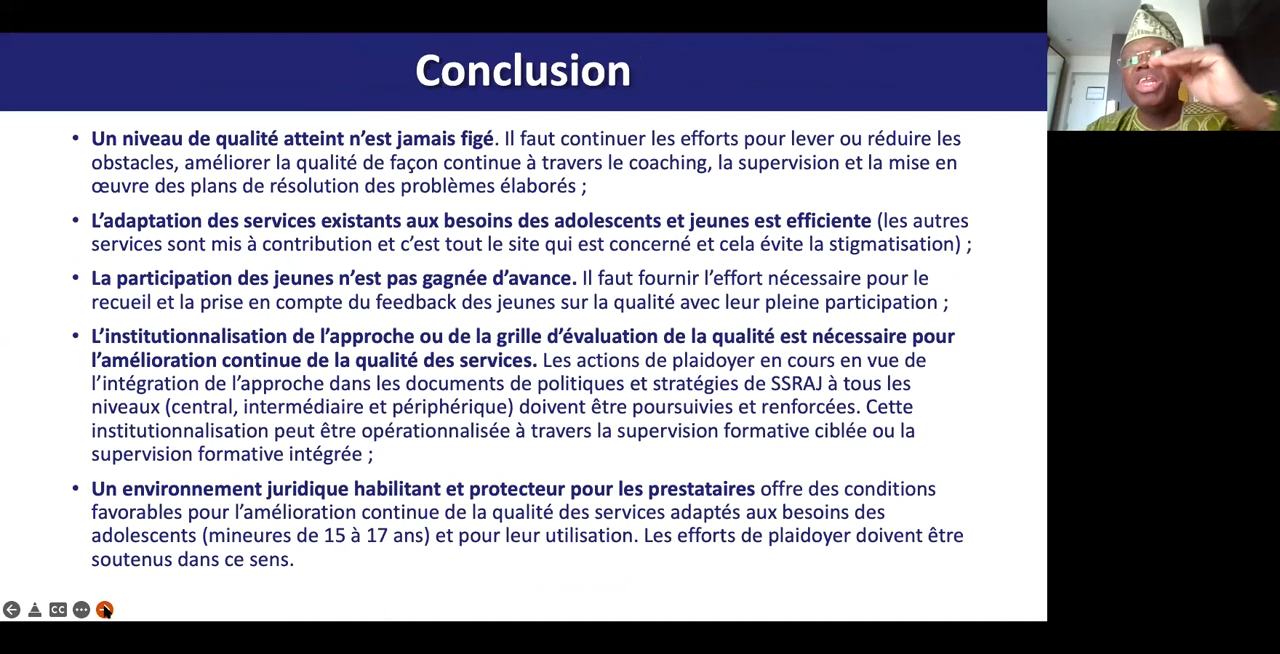 Conclusion
• Un niveau de qualité atteint n’est jamais figé. Il faut continuer les efforts pour lever ou réduire les
obstacles, améliorer la qualité de façon continue à travers le coaching, la supervision et la mise en
œuvre des plans de résolution des problèmes élaborés ;
• L’adaptation des services existants aux besoins des adolescents et jeunes est efficiente (les autres
services sont mis à contribution et c’est tout le site qui est concerné et cela évite la stigmatisation) ;
• La participation des jeunes n’est pas gagnée d’avance. Il faut fournir l’effort nécessaire pour le
recueil et la prise en compte du feedback des jeunes sur la qualité avec leur pleine participation ;
• L’institutionnalisation de l’approche ou de la grille d’évaluation de la qualité est nécessaire pour
l’amélioration continue de la qualité des services. Les actions de plaidoyer en cours en vue de
l’intégration de l’approche dans les documents de politiques et stratégies de SSRAJ à tous les
niveaux (central, intermédiaire et périphérique) doivent être poursuivies et renforcées. Cette
institutionnalisation peut être opérationnalisée à travers la supervision formative ciblée ou la
supervision formative intégrée ;
• Un environnement juridique habilitant et protecteur pour les prestataires offre des conditions
favorables pour l’amélioration continue de la qualité des services adaptés aux besoins des
adolescents (mineures de 15 à 17 ans) et pour leur utilisation. Les efforts de plaidoyer doivent être
soutenus dans ce sens.
CC